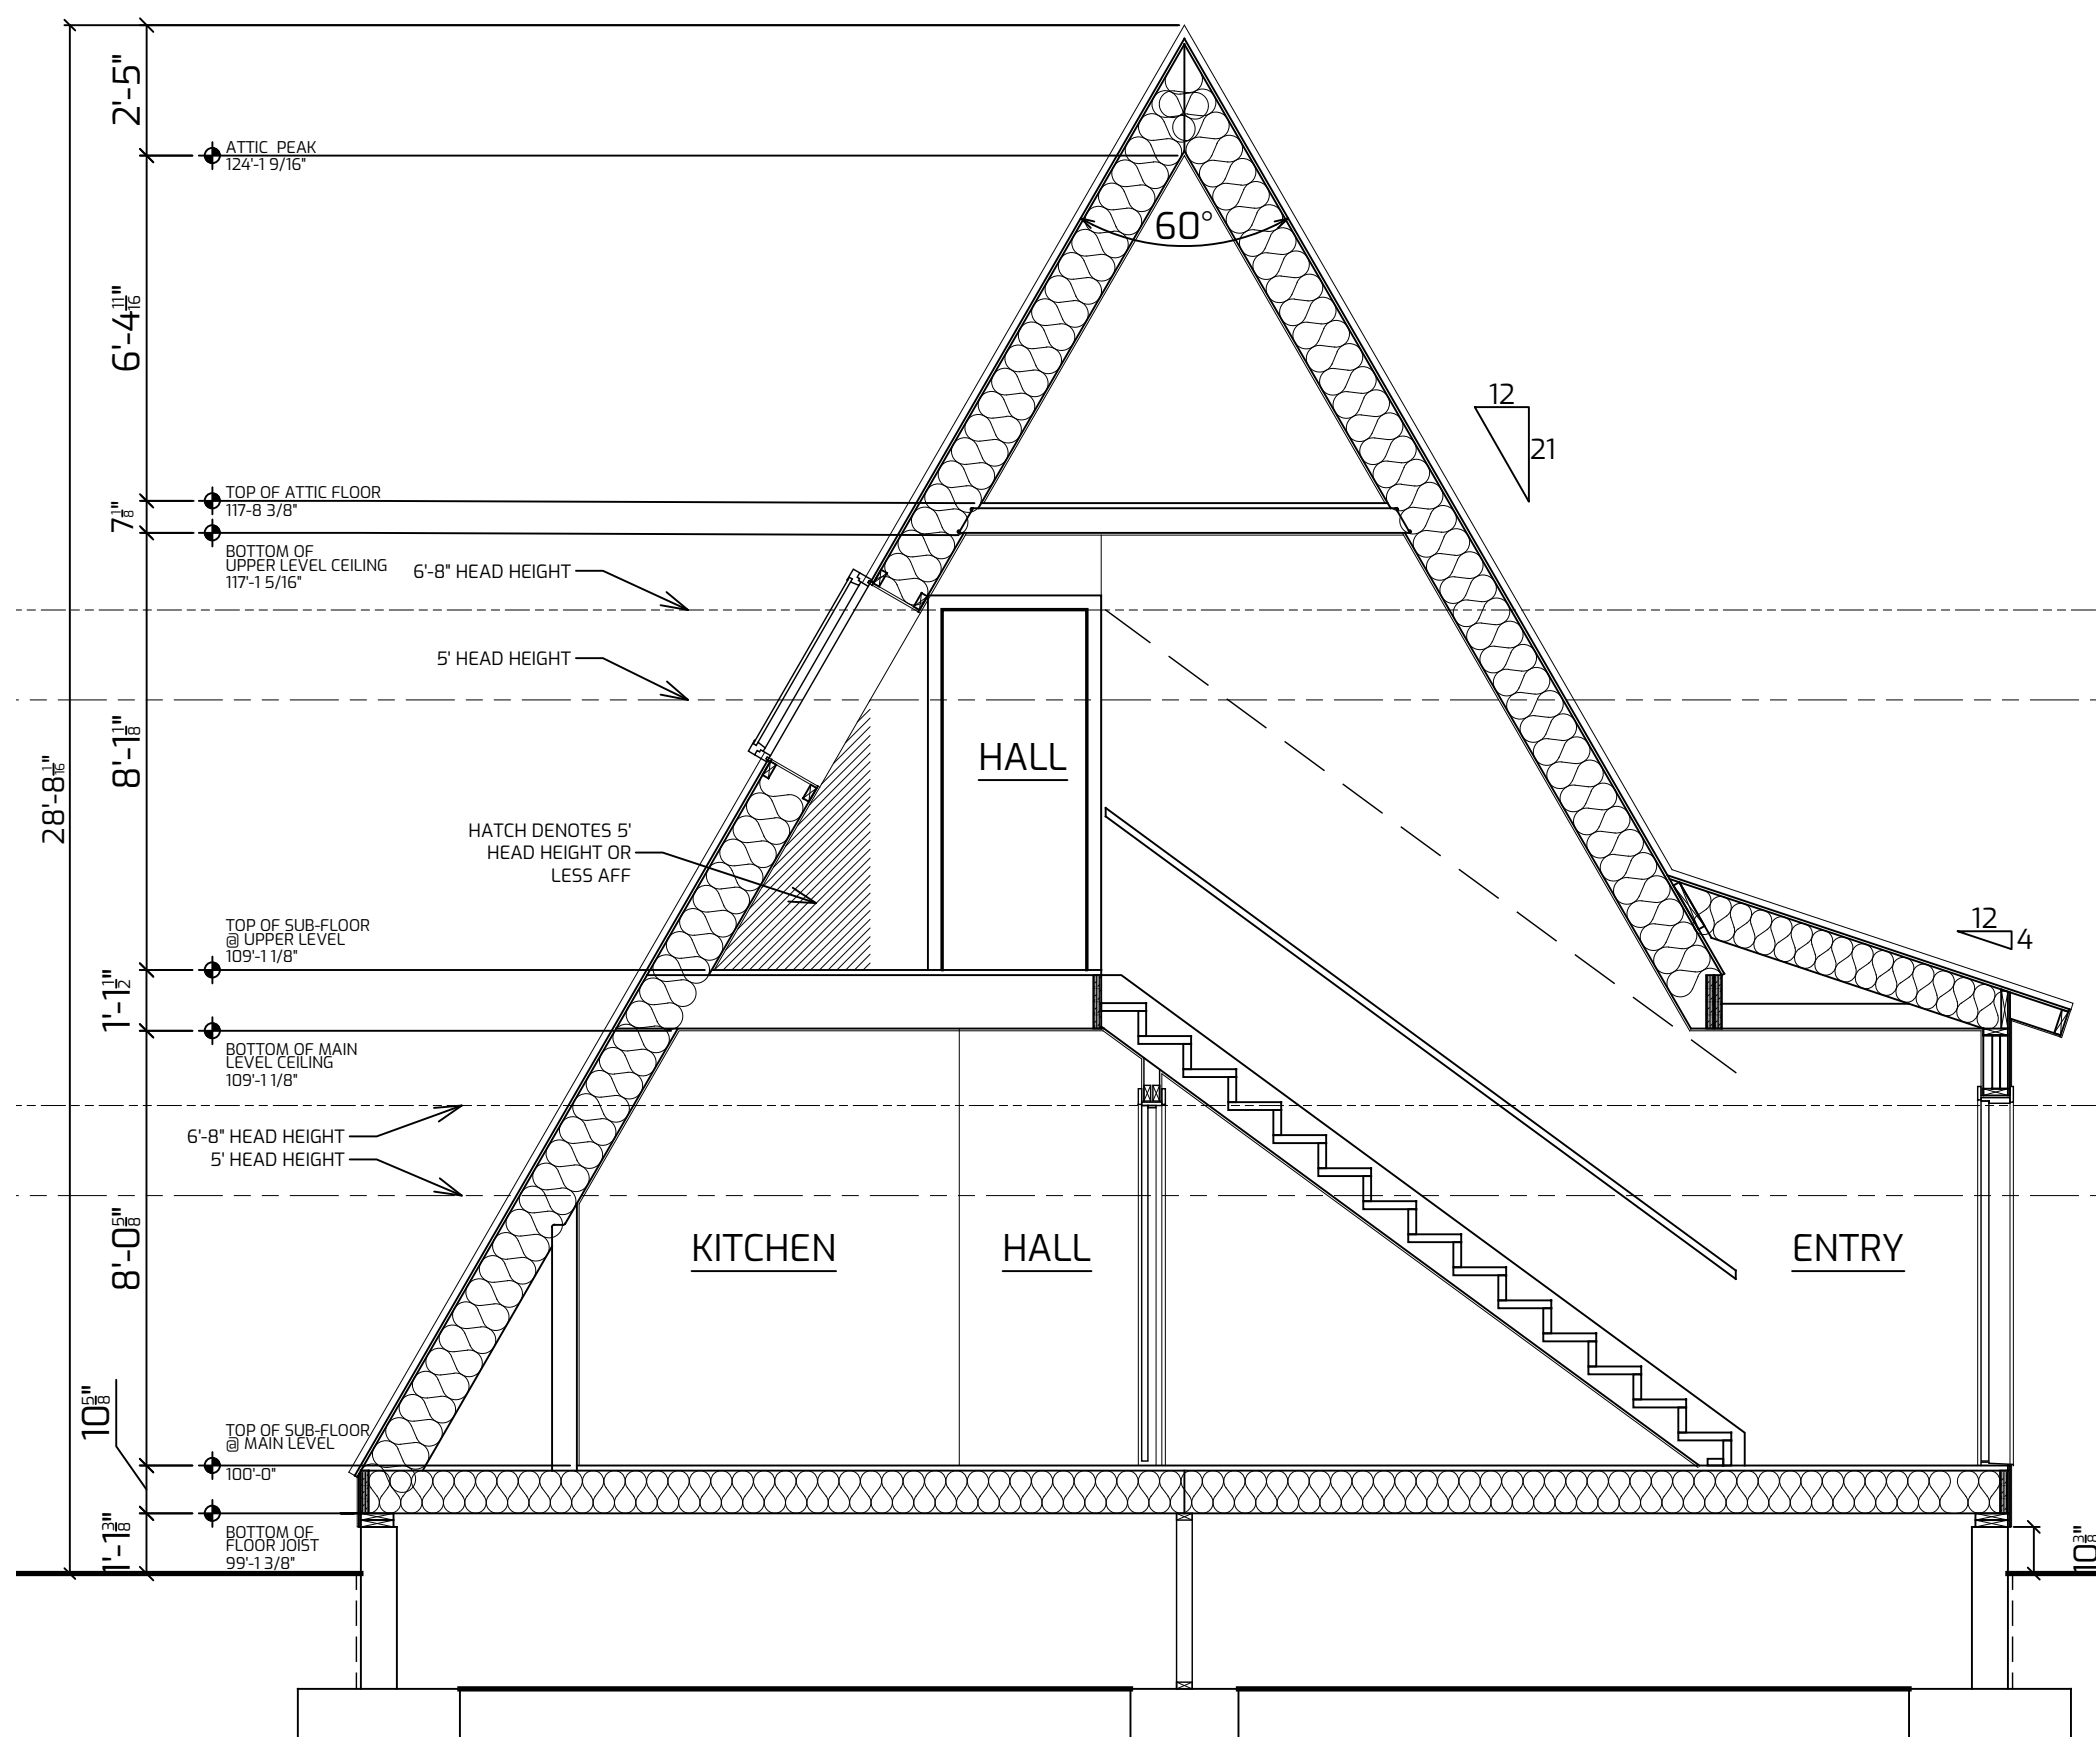 2'-5"
ATTIC PEAK
124'-1 9/16"
60°
6'-4 11/16"
12
21
TOP OF ATTIC FLOOR
117-8 3/8"
7 1/8"
BOTTOM OF
UPPER LEVEL CEILING
117'-1 5/16"
6'-8" HEAD HEIGHT
5' HEAD HEIGHT
28'-8 1/16"
8'-1 1/8"
HALL
HATCH DENOTES 5'
HEAD HEIGHT OR
LESS AFF
TOP OF SUB-FLOOR
@ UPPER LEVEL
109'-1 1/8"
12
4
1'-1 1/2"
BOTTOM OF MAIN
LEVEL CEILING
109'-1 1/8"
6'-8" HEAD HEIGHT
5' HEAD HEIGHT
8'-0 5/8"
KITCHEN
HALL
ENTRY
10 5/8"
TOP OF SUB-FLOOR
@ MAIN LEVEL
100'-0"
1'-1 3/8"
BOTTOM OF
FLOOR JOIST
99'-1 3/8"
10 3/8"